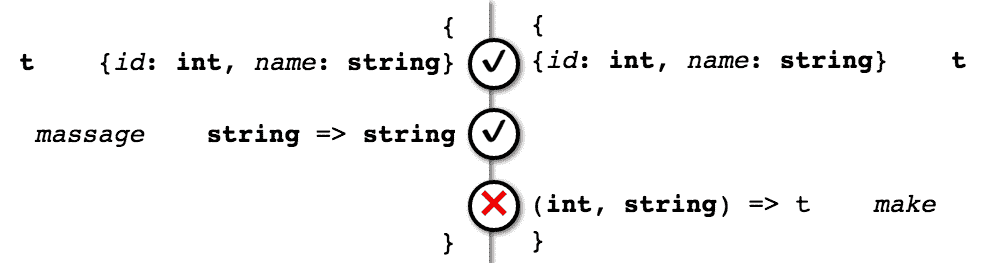 { {
t {id: int, name: string} ✓ {id: int, name: string} t
massage string => string ✓
✕ (int, string) => t make
} }